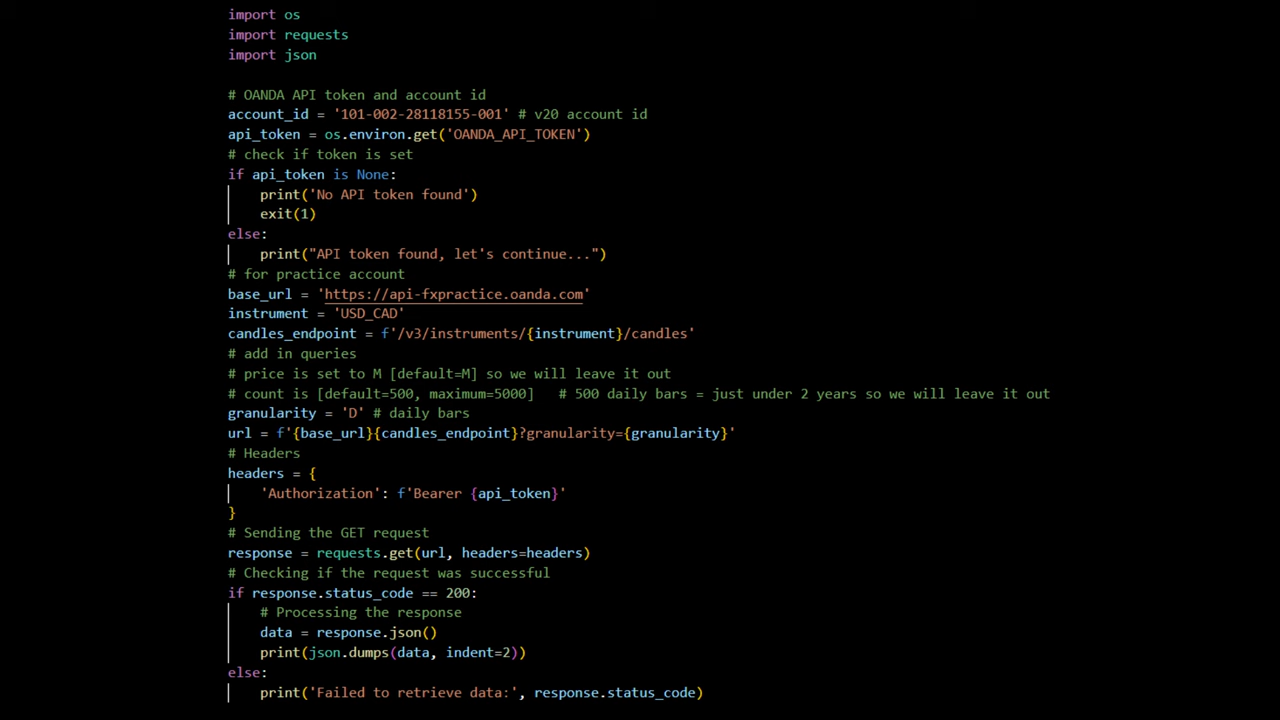 import os
import requests
import json
# OANDA API token and account id
account_id = '101-002-28118155-001' # v20 account id
api_token = os.environ.get('OANDA_API_TOKEN')
# check if token is set
if api_token is None:
    print('No API token found')
    exit(1)
else:
    print("API token found, let's continue...")
# for practice account
base_url = 'https://api-fxpractice.oanda.com'
instrument = 'USD_CAD'
candles_endpoint = f'/v3/instruments/{instrument}/candles'
# add in queries
# price is set to M [default=M] so we will leave it out
# count is [default=500, maximum=5000]   # 500 daily bars = just under 2 years so we will leave it out
granularity = 'D' # daily bars
url = f'{base_url}{candles_endpoint}?granularity={granularity}'
# Headers
headers = {
    'Authorization': f'Bearer {api_token}'
}
# Sending the GET request
response = requests.get(url, headers=headers)
# Checking if the request was successful
if response.status_code == 200:
    # Processing the response
    data = response.json()
    print(json.dumps(data, indent=2))
else:
    print('Failed to retrieve data:', response.status_code)